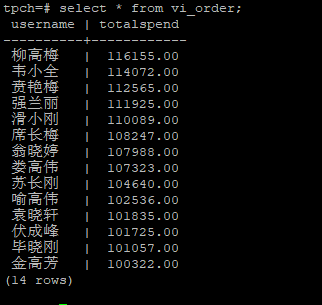 tpch=# select * from vi_order;
username | totalspend
----------+------------
柳高梅 | 116155.00
韦小全 | 114072.00
贲艳梅 | 112565.00
强兰丽 | 111925.00
滑小刚 | 110089.00
席长梅 | 108247.00
翁晓婷 | 107988.00
娄高伟 | 107323.00
苏长刚 | 104640.00
喻高伟 | 102536.00
袁晓轩 | 101835.00
伏成峰 | 101725.00
毕晓刚 | 101057.00
金高芳 | 100322.00
(14 rows)